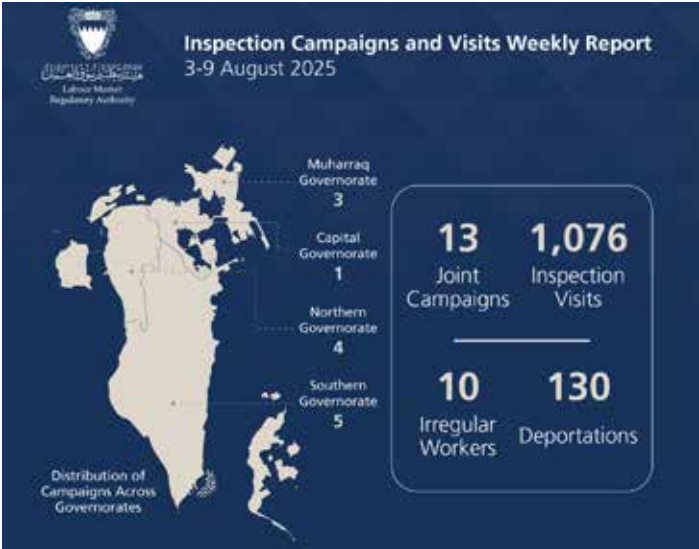 Labour Market
Regulatory Authority
Inspection Campaigns and Visits Weekly Report
3-9 August 2025
Muharraq
Governorate
3
Capital
Governorate
1
Northern
Governorate
4
Southern
Governorate
5
Distribution of
Campaigns Across
Governorates
13
Joint
Campaigns
1,076
Inspection
Visits
10
Irregular
Workers
130
Deportations